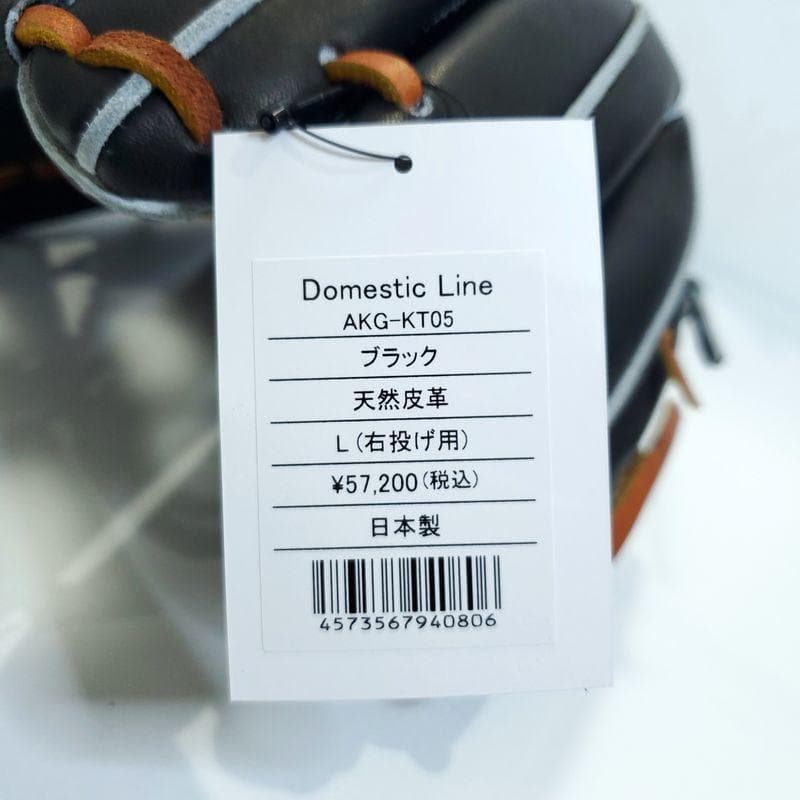 Domestic Line
AKG-KT05
ブラック
天然皮革
L(右投げ用)
¥57,200(税込)
日本製
4573567940806